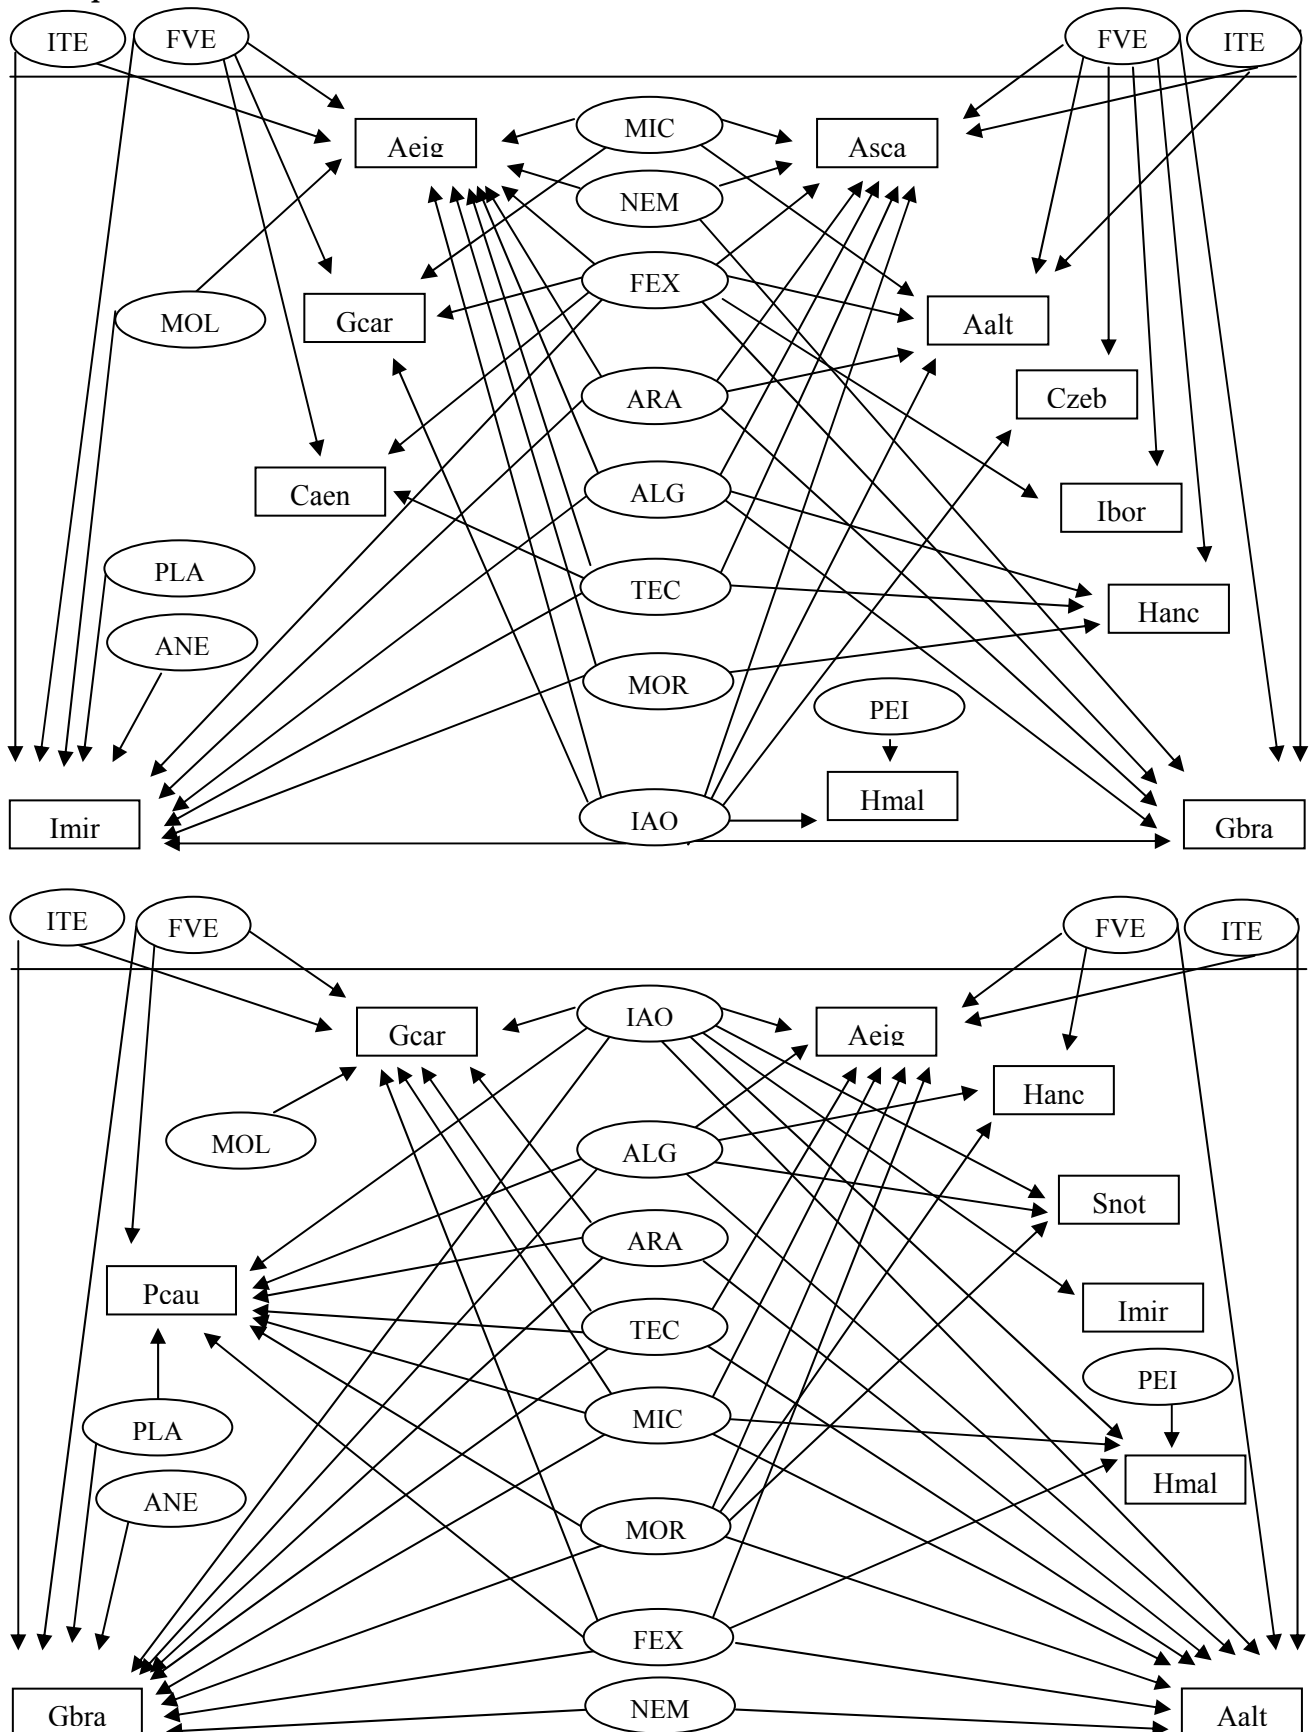 ITE FVE FVE ITE
MIC
Aeig Asca
NEM
FEX
MOL Gcar Aalt
ARA Czeb
Caen ALG Ibor
PLA TEC Hanc
ANE
MOR PEI
Hmal
Imir IAO Gbra
ITE FVE FVE ITE
IAO
Gcar Aeig
Hanc
MOL ALG
Snot
ARA
Pcau Imir
TEC
PEI
PLA MIC
Hmal
ANE
MOR
FEX
Gbra NEM Aalt